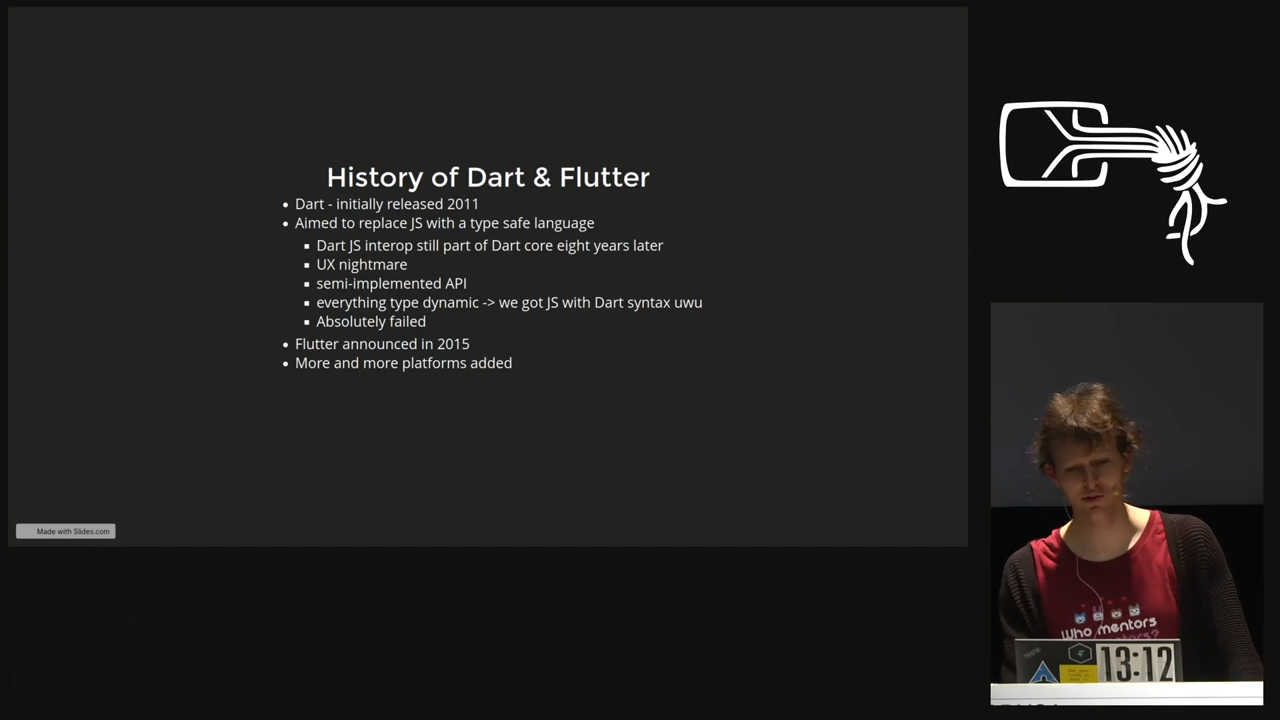 History of Dart & Flutter
Dart - initially released 2011
Aimed to replace JS with a type safe language
Dart JS interop still part of Dart core eight years later
UX nightmare
semi-implemented API
everything type dynamic -> we got JS with Dart syntax uwu
Absolutely failed
Flutter announced in 2015
More and more platforms added
Made with Slides.com
Who mentors
13:12